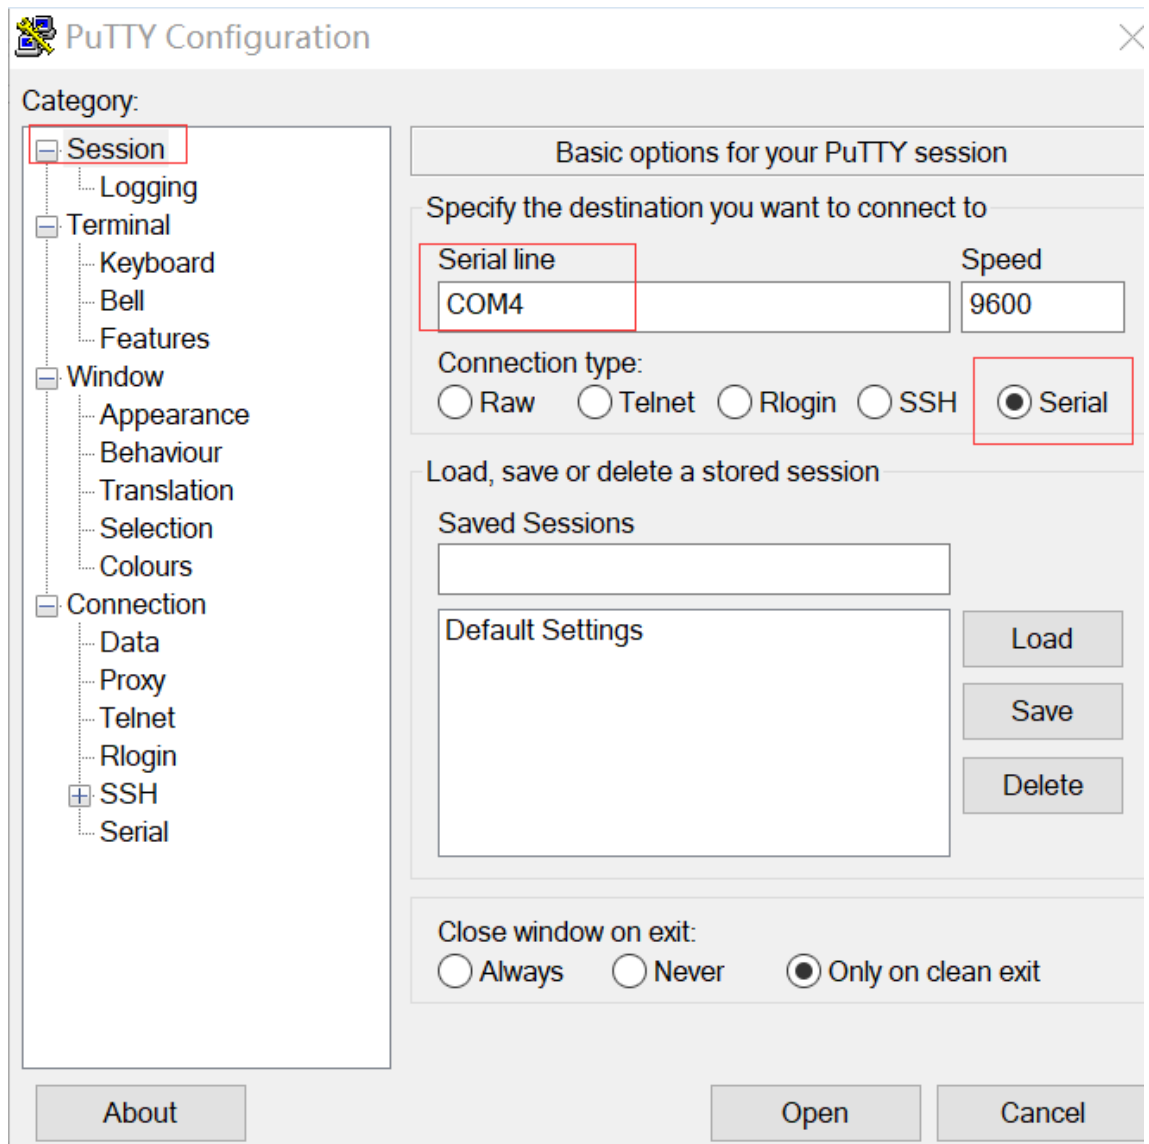 PuTTY Configuration
Category:
Session
Logging
Terminal
Keyboard
Bell
Features
Window
Appearance
Behaviour
Translation
Selection
Colours
Connection
Data
Proxy
Telnet
Rlogin
SSH
Serial
Basic options for your PuTTY session
Specify the destination you want to connect to
Serial line Speed
COM4 9600
Connection type:
Raw Telnet Rlogin SSH Serial
Load, save or delete a stored session
Saved Sessions
Default Settings
Load
Save
Delete
Close window on exit:
Always Never Only on clean exit
About Open Cancel